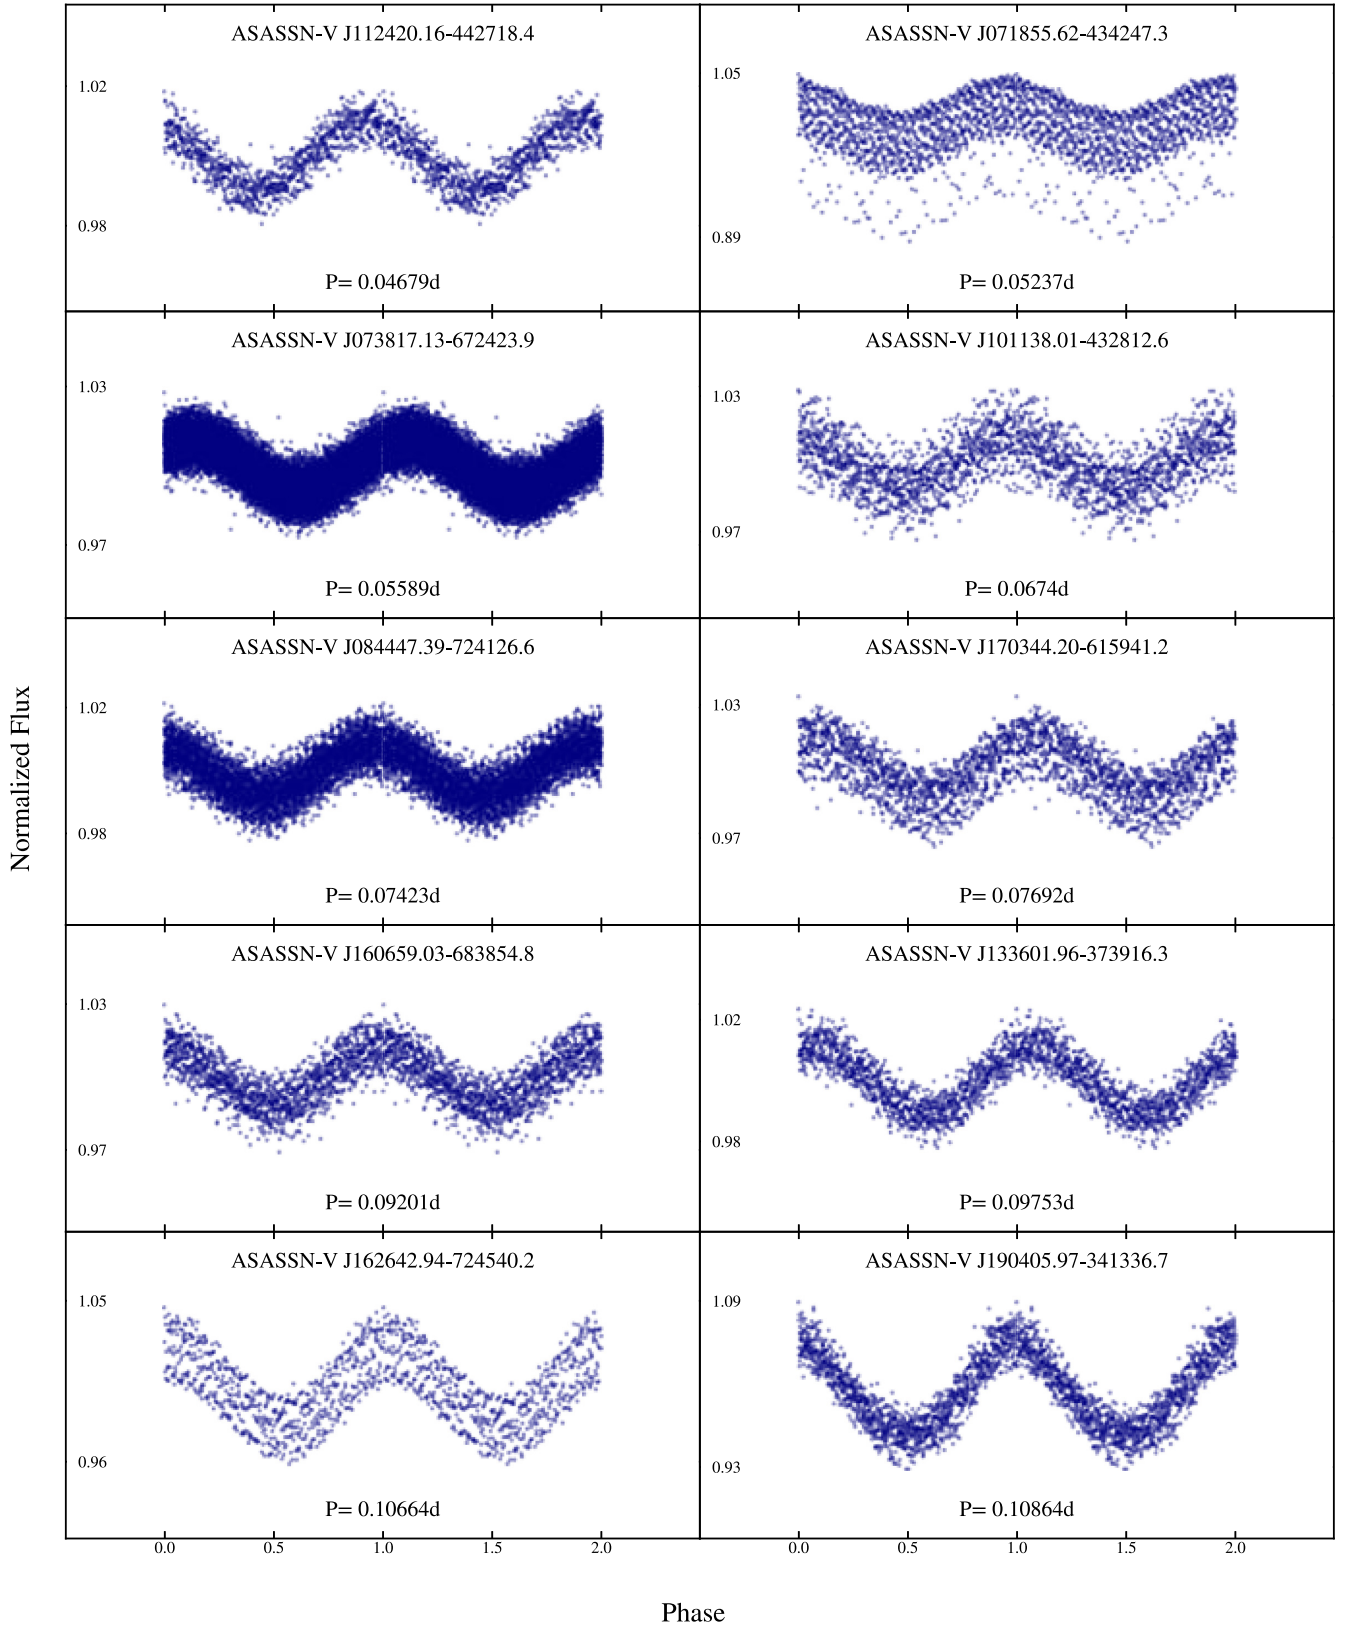 ASASSN-V J112420.16-442718.4
1.02
0.98
P= 0.04679d
ASASSN-V J071855.62-434247.3
1.05
0.89
P= 0.05237d
ASASSN-V J073817.13-672423.9
1.03
0.97
P= 0.05589d
ASASSN-V J101138.01-432812.6
1.03
0.97
P= 0.0674d
ASASSN-V J084447.39-724126.6
1.02
0.98
P= 0.07423d
ASASSN-V J170344.20-615941.2
1.03
0.97
P= 0.07692d
ASASSN-V J160659.03-683854.8
1.03
0.97
P= 0.09201d
ASASSN-V J133601.96-373916.3
1.02
0.98
P= 0.09753d
ASASSN-V J162642.94-724540.2
1.05
0.96
P= 0.10664d
ASASSN-V J190405.97-341336.7
1.09
0.93
P= 0.10864d
0.0 0.5 1.0 1.5 2.0
0.0 0.5 1.0 1.5 2.0
Normalized Flux
Phase